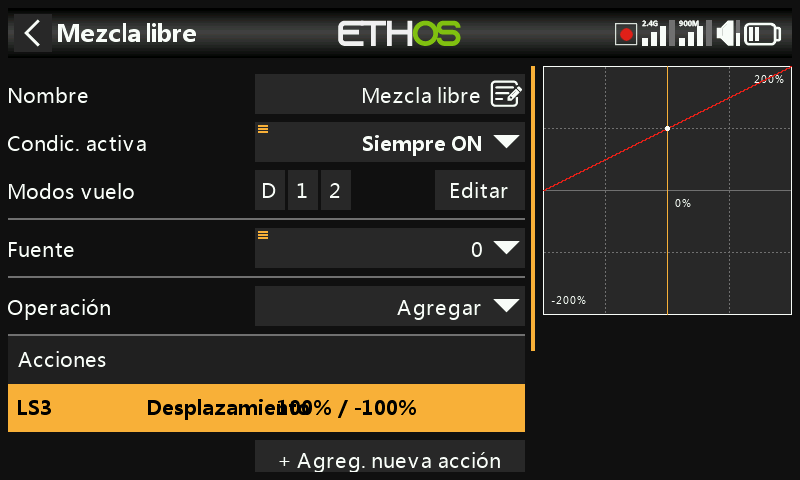 Mezcla libre
ETHOS
2.4G
900M
Nombre
Mezcla libre
Condic. activa
Siempre ON
Modos vuelo
D
1
2
Editar
Fuente
0
Operación
Agregar
Acciones
LS3
Desplazamiento
100% / -100%
+ Agreg. nueva acción
200%
0%
-200%